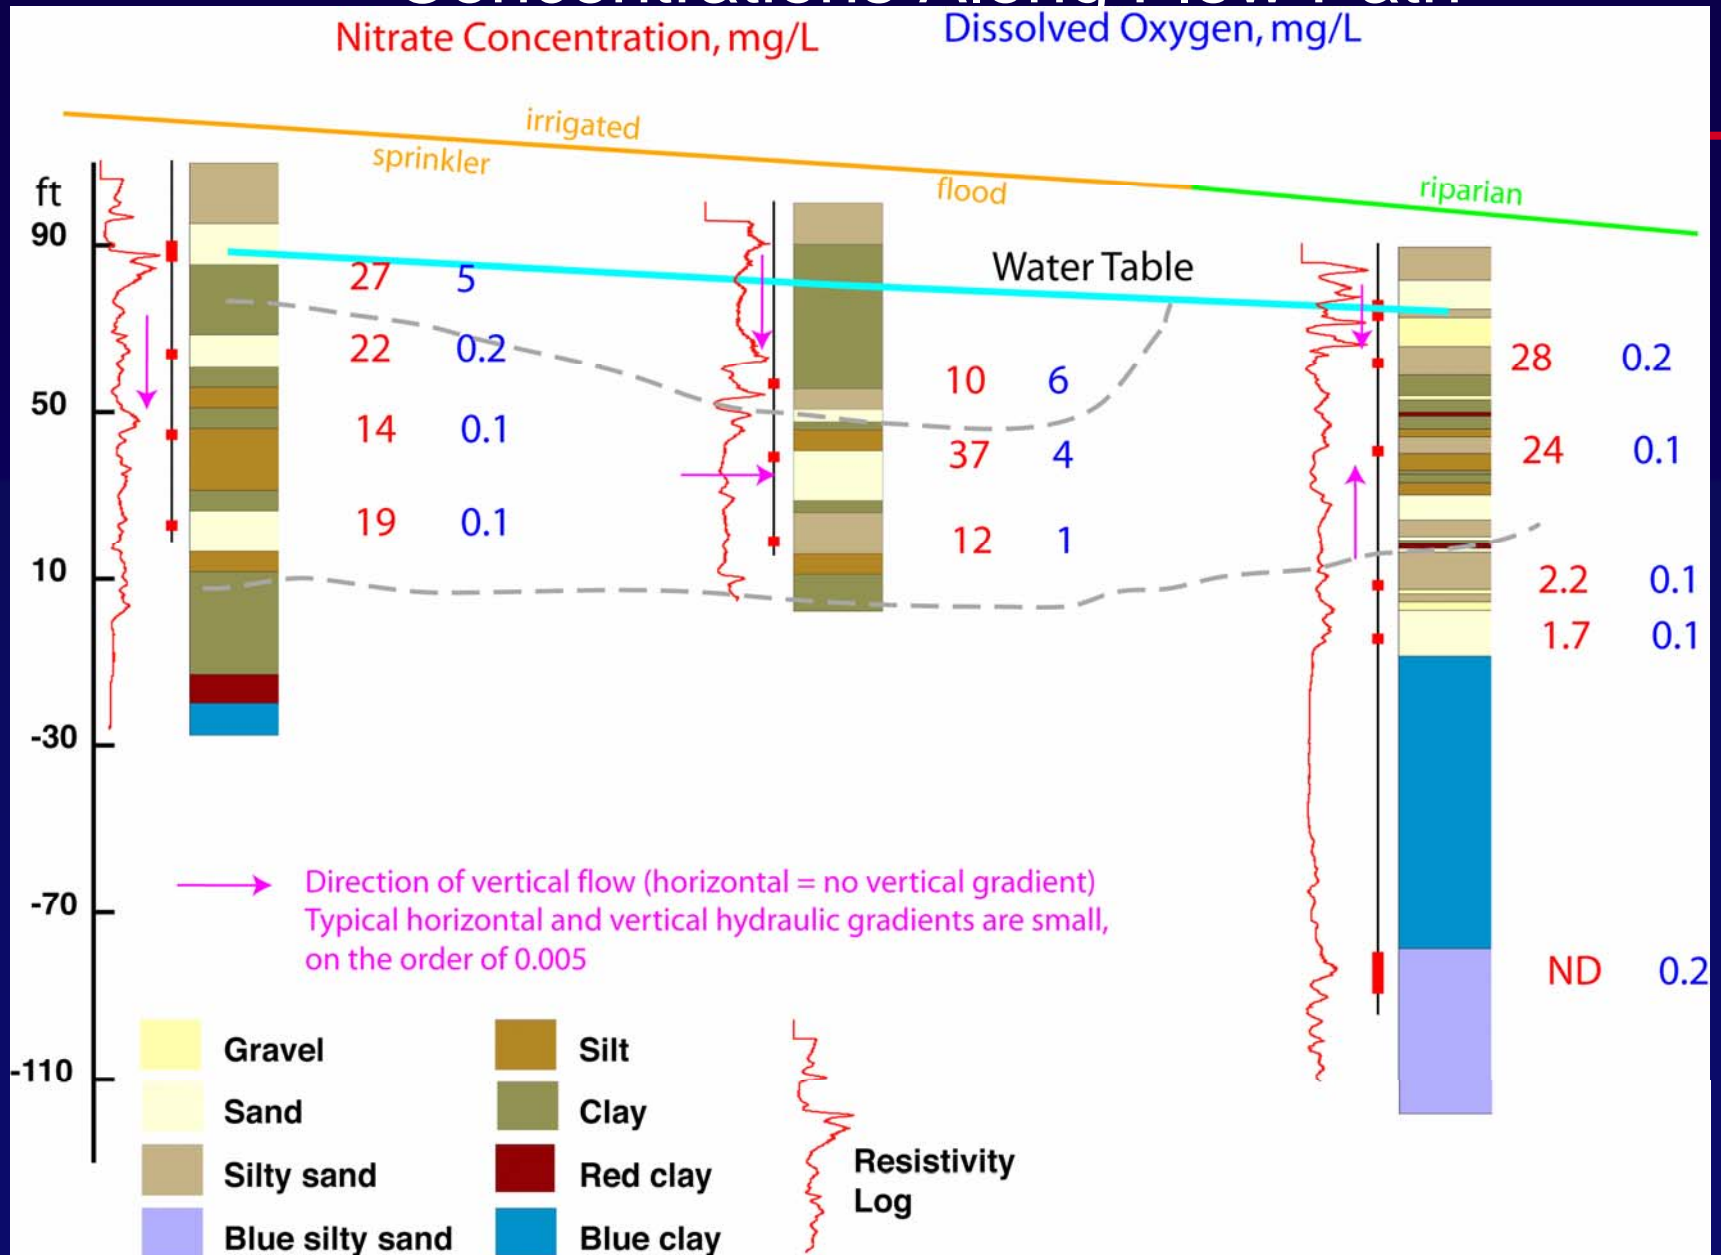 Concentrations Along Flow Path
Nitrate Concentration, mg/L
Dissolved Oxygen, mg/L
irrigated
sprinkler
flood
riparian
ft
90
50
10
-30
-70
-110
Water Table
27 5
22 0.2
14 0.1
19 0.1
10 6
37 4
12 1
28 0.2
24 0.1
2.2 0.1
1.7 0.1
ND 0.2
Direction of vertical flow (horizontal = no vertical gradient)
Typical horizontal and vertical hydraulic gradients are small,
on the order of 0.005
Gravel
Sand
Silty sand
Blue silty sand
Silt
Clay
Red clay
Blue clay
Resistivity
Log